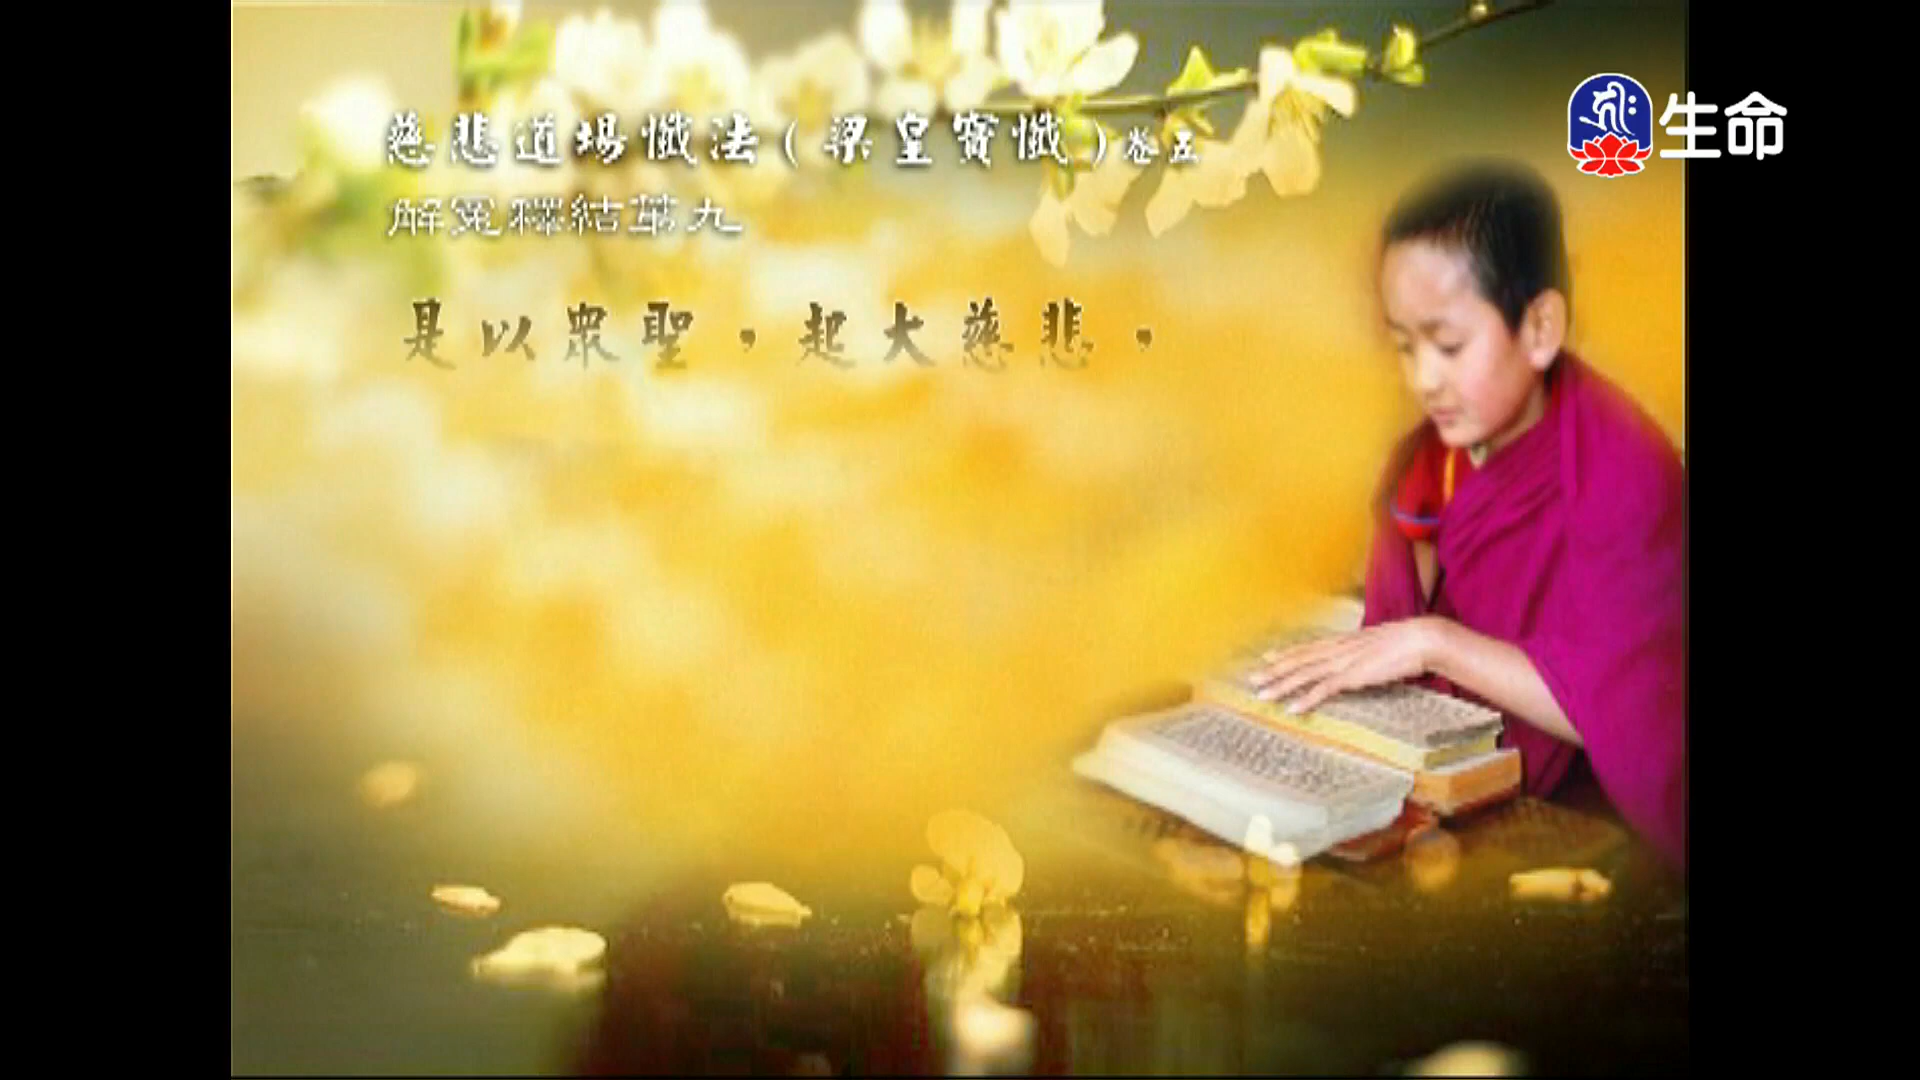 慈悲道場懺法(梁皇寶懺)卷五
生命
解冤釋結第九
是以眾聖，起大慈悲，